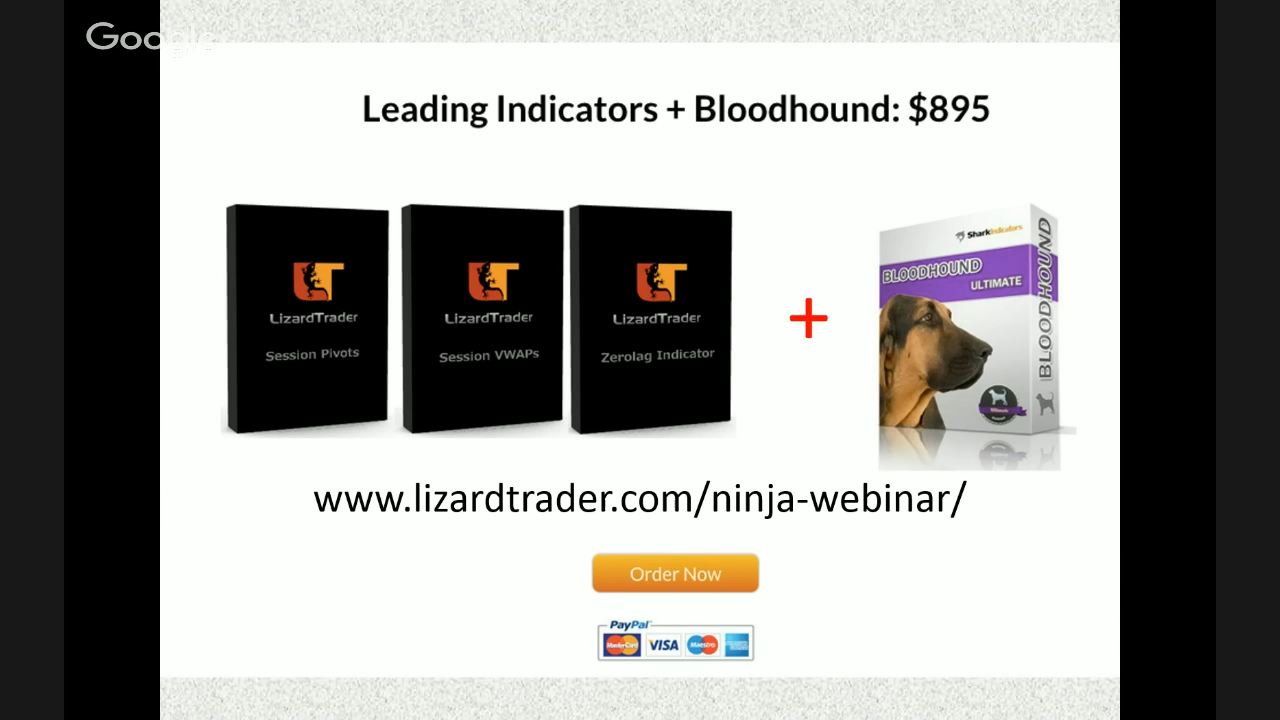 Google
Leading Indicators + Bloodhound: $895
LizardTrader
Session Pivots
LizardTrader
Session VWAPs
LizardTrader
Zerolag Indicator
SharkIndicators
BLOODHOUND
ULTIMATE
BLOODHOUND
www.lizardtrader.com/ninja-webinar/
Order Now
PayPal
MasterCard VISA Maestro